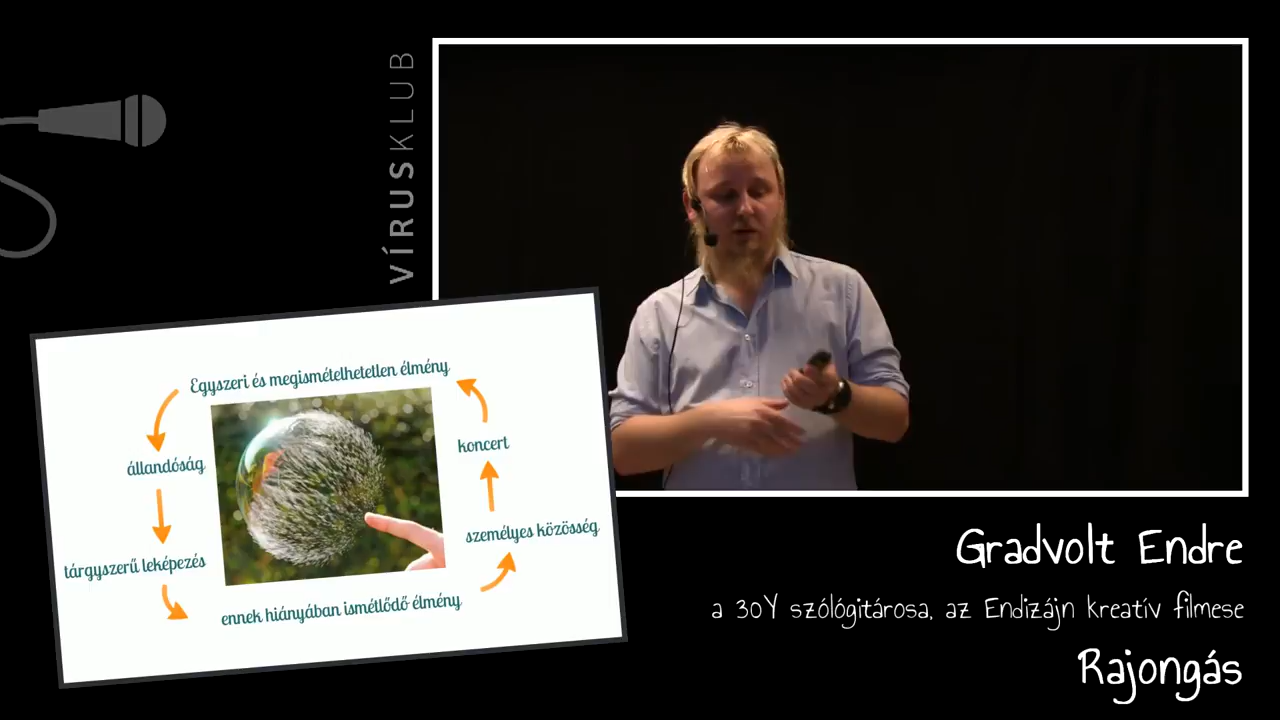 VÍRUSKLUB
Egyszeri és megismételhetetlen élmény
állandóság
koncert
tárgyszerű leképezés
személyes közösség
ennek hiányában ismétlődő élmény
Gradvolt Endre
a 30Y szólógitárosa, az Endizájn kreatív filmese
Rajongás